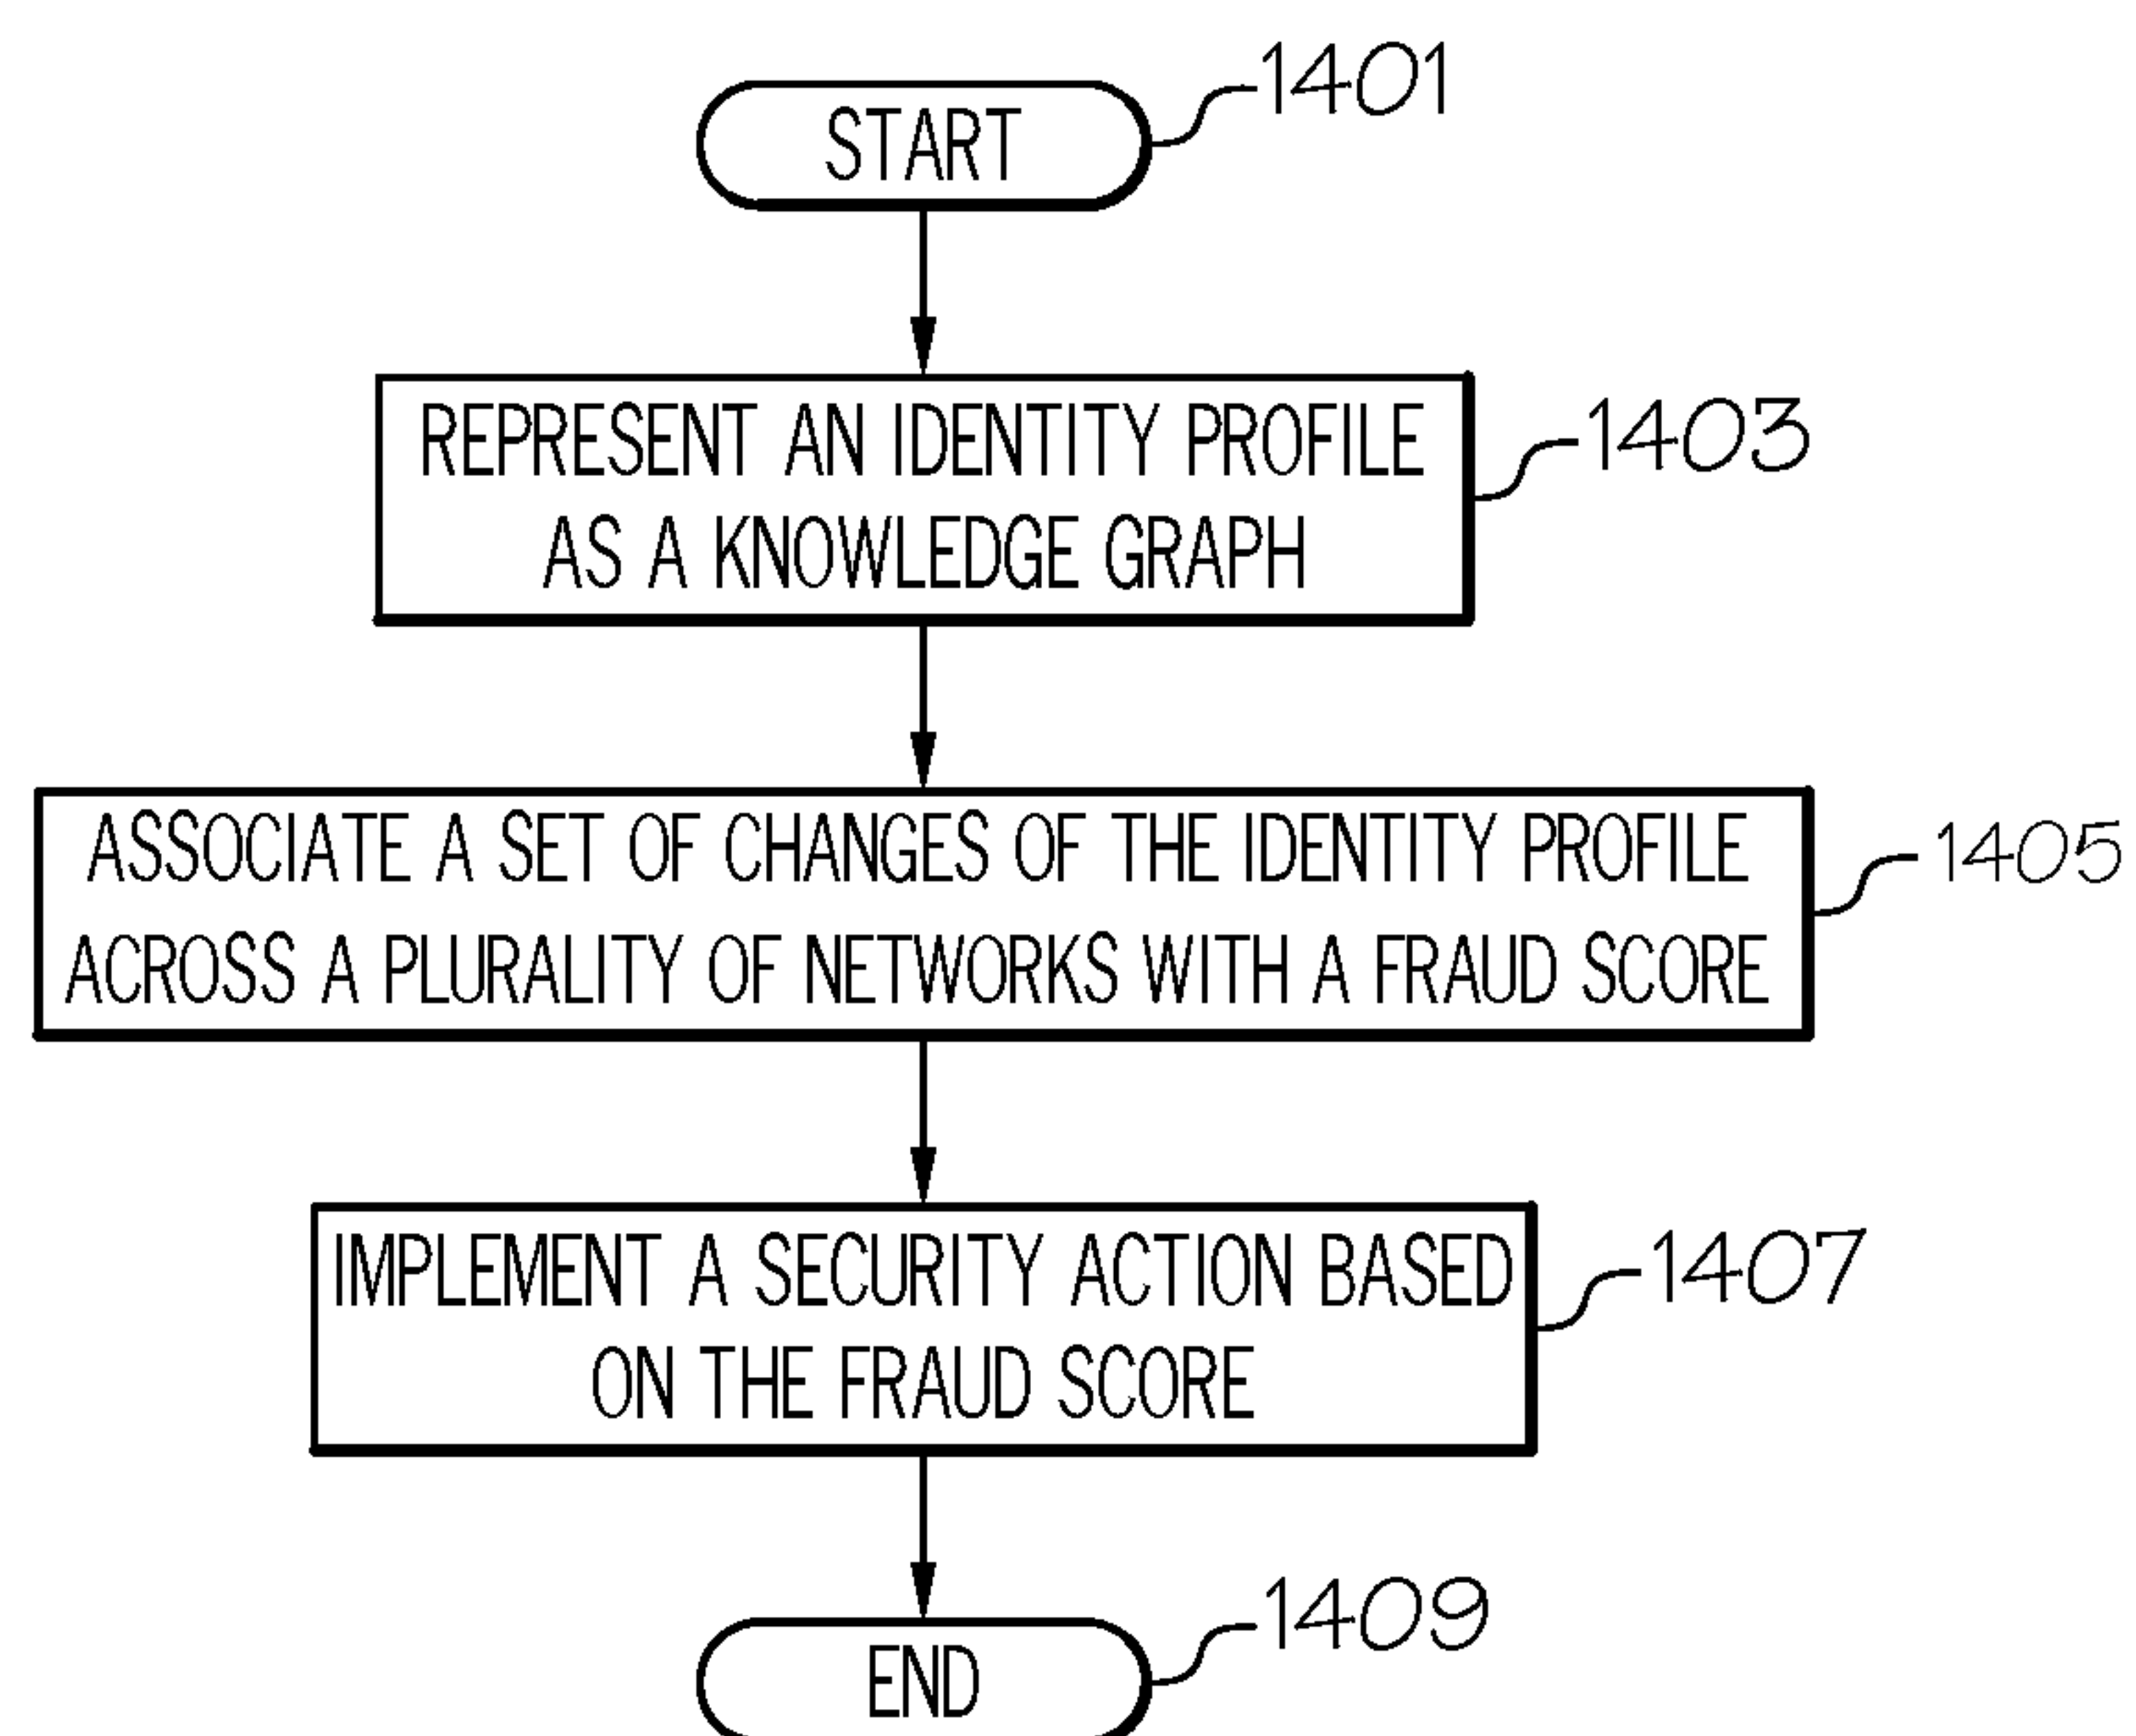 START
1401
REPRESENT AN IDENTITY PROFILE
AS A KNOWLEDGE GRAPH
1403
ASSOCIATE A SET OF CHANGES OF THE IDENTITY PROFILE
ACROSS A PLURALITY OF NETWORKS WITH A FRAUD SCORE
1405
IMPLEMENT A SECURITY ACTION BASED
ON THE FRAUD SCORE
1407
END
1409